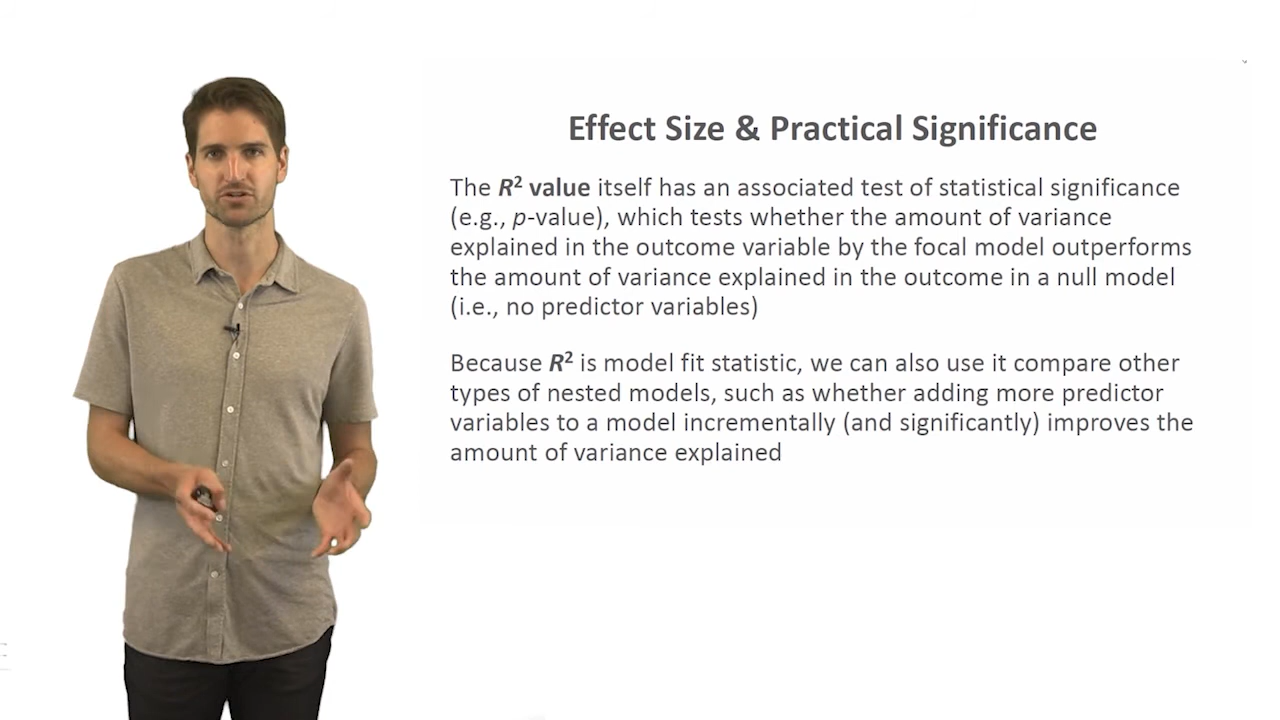 Effect Size & Practical Significance
The R² value itself has an associated test of statistical significance
(e.g., p-value), which tests whether the amount of variance
explained in the outcome variable by the focal model outperforms
the amount of variance explained in the outcome in a null model
(i.e., no predictor variables)
Because R² is model fit statistic, we can also use it compare other
types of nested models, such as whether adding more predictor
variables to a model incrementally (and significantly) improves the
amount of variance explained